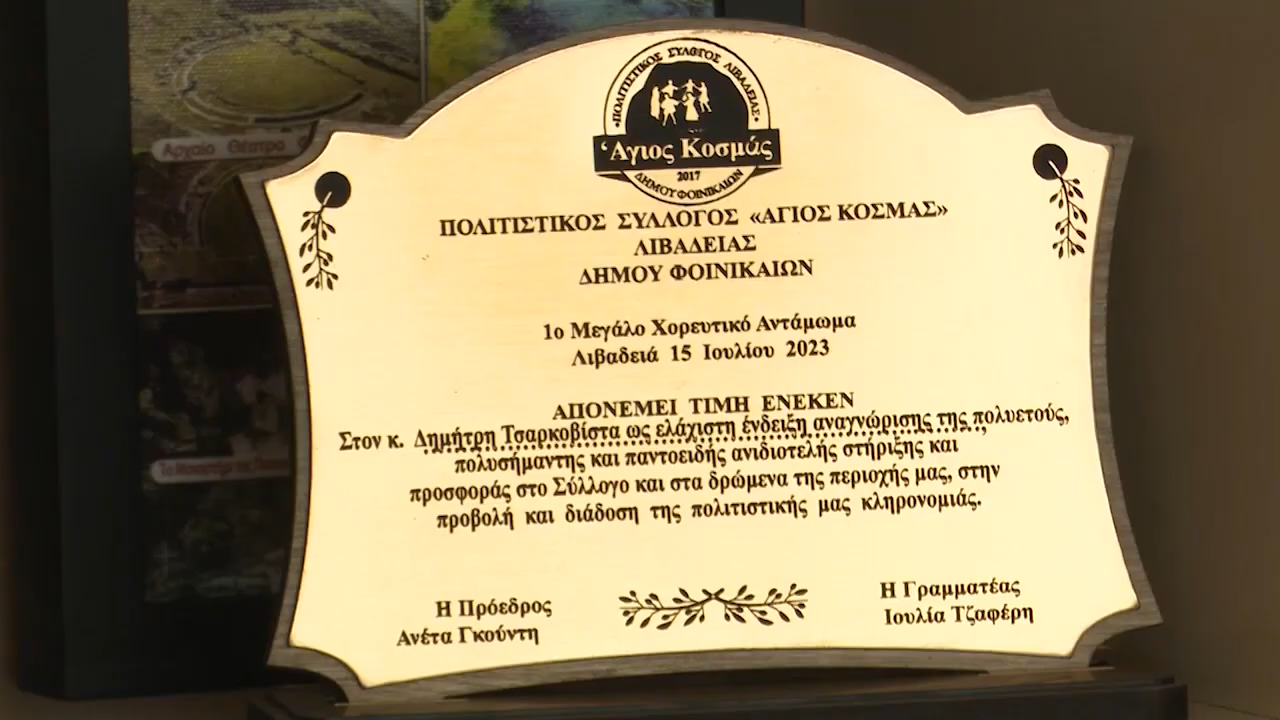 ΠΟΛΙΤΙΣΤΙΚΟΣ ΣΥΛΛΟΓΟΣ ΛΙΒΑΔΕΙΑΣ
‘Άγιος Κοσμάς
2017
ΔΗΜΟΥ ΦΟΙΝΙΚΑΙΩΝ
ΠΟΛΙΤΙΣΤΙΚΟΣ ΣΥΛΛΟΓΟΣ «ΑΓΙΟΣ ΚΟΣΜΑΣ»
ΛΙΒΑΔΕΙΑΣ
ΔΗΜΟΥ ΦΟΙΝΙΚΑΙΩΝ
1ο Μεγάλο Χορευτικό Αντάμωμα
Λιβαδειά 15 Ιουλίου 2023
ΑΠΟΝΕΜΕΙ ΤΙΜΗ ΕΝΕΚΕΝ
Στον κ. Δημήτρη Τσαρκοβίστα ως ελάχιστη ένδειξη αναγνώρισης της πολυετούς,
πολυσήμαντης και παντοειδής ανιδιοτελής στήριξης και
προσφοράς στο Σύλλογο και στα δρώμενα της περιοχής μας, στην
προβολή και διάδοση της πολιτιστικής μας κληρονομιάς.
Η Πρόεδρος
Ανέτα Γκούντη
Η Γραμματέας
Ιουλία Τζαφέρη
Αρχαίο Θέατρο